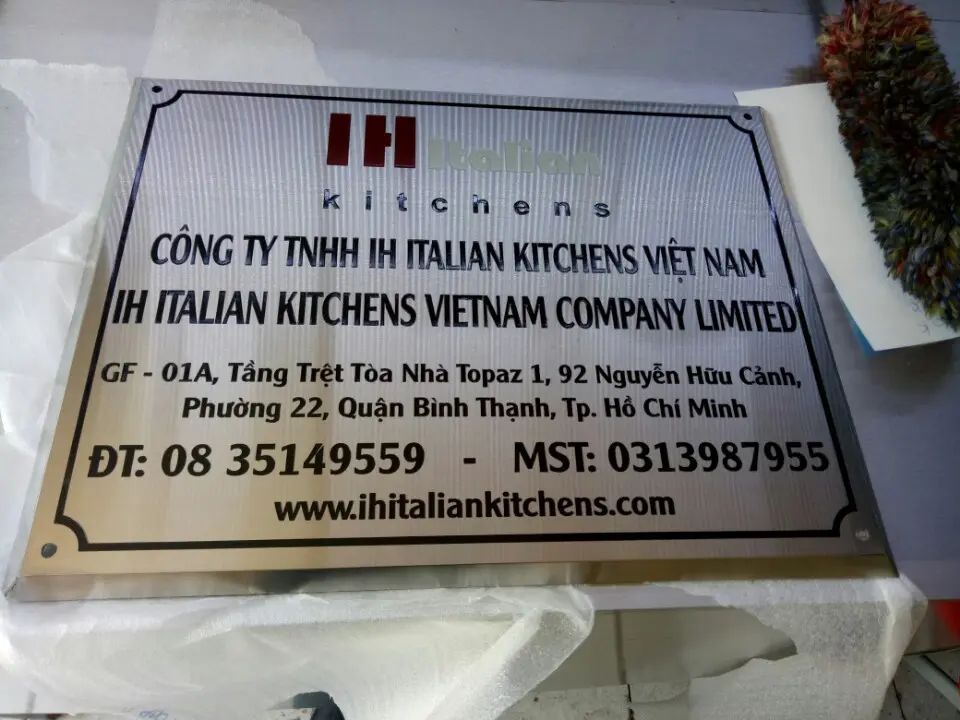 IH Italian
kitchens
CÔNG TY TNHH IH ITALIAN KITCHENS VIỆT NAM
IH ITALIAN KITCHENS VIETNAM COMPANY LIMITED
GF - 01A, Tầng Trệt Tòa Nhà Topaz 1, 92 Nguyễn Hữu Cảnh,
Phường 22, Quận Bình Thạnh, Tp. Hồ Chí Minh
ĐT: 08 35149559 - MST: 0313987955
www.ihitaliankitchens.com